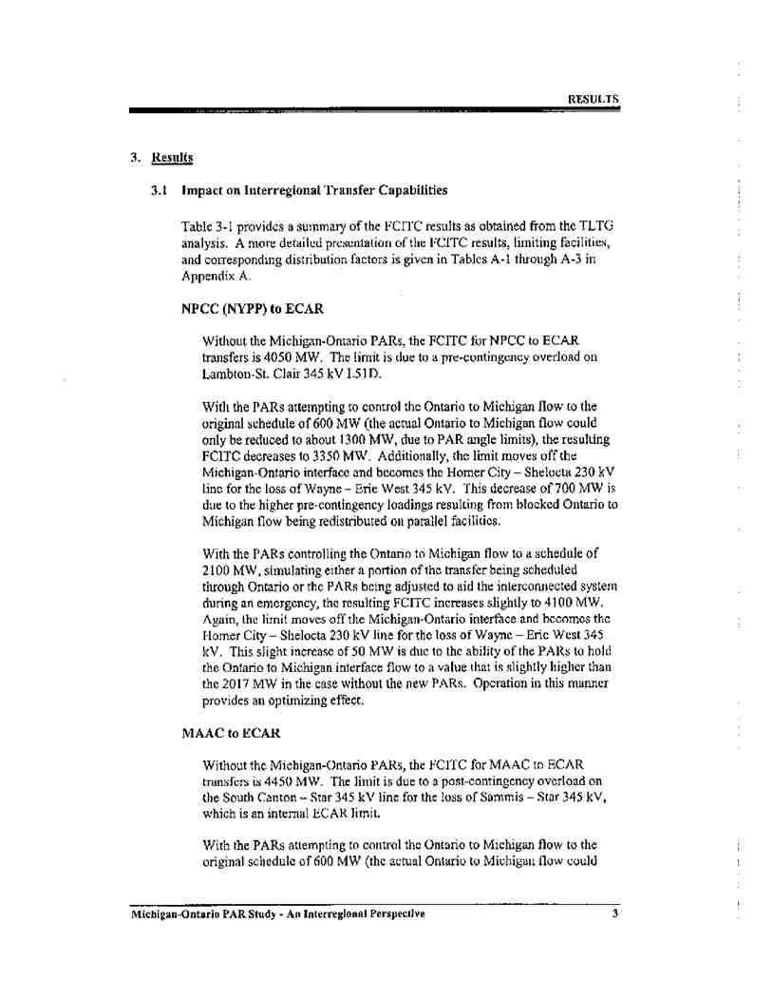 RESULTS
3. Results
3.1 Impact on Interregional Transfer Capabilities
Table 3-1 provides a summary of the FCITC results as obtained from the TLTG
analysis. A more detailed presentation of the FCITC results, limiting facilities,
and corresponding distribution factors is given in Tables A-1 through A-3 in
Appendix A.
NPCC (NYPP) to ECAR
Without the Michigan-Ontario PARs, the FCITC for NPCC to ECAR
transfers is 4050 MW. The limit is due to a pre-contingency overload on
Lambton-St. Clair 345 kV L51D.
With the PARs attempting to control the Ontario to Michigan flow to the
original schedule of 600 MW (the actual Ontario to Michigan flow could
only be reduced to about 1300 MW, due to PAR angle limits), the resulting
FCITC decreases to 3350 MW. Additionally, the limit moves off the
Michigan-Ontario interface and becomes the Homer City – Shelocta 230 kV
line for the loss of Wayne – Erie West 345 kV. This decrease of 700 MW is
due to the higher pre-contingency loadings resulting from blocked Ontario to
Michigan flow being redistributed on parallel facilities.
With the PARs controlling the Ontario to Michigan flow to a schedule of
2100 MW, simulating either a portion of the transfer being scheduled
through Ontario or the PARs being adjusted to aid the interconnected system
during an emergency, the resulting FCITC increases slightly to 4100 MW.
Again, the limit moves off the Michigan-Ontario interface and becomes the
Homer City – Shelocta 230 kV line for the loss of Wayne – Erie West 345
kV. This slight increase of 50 MW is due to the ability of the PARs to hold
the Ontario to Michigan interface flow to a value that is slightly higher than
the 2017 MW in the case without the new PARs. Operation in this manner
provides an optimizing effect.
MAAC to ECAR
Without the Michigan-Ontario PARs, the FCITC for MAAC to ECAR
transfers is 4450 MW. The limit is due to a post-contingency overload on
the South Canton – Star 345 kV line for the loss of Sammis – Star 345 kV,
which is an internal ECAR limit.
With the PARs attempting to control the Ontario to Michigan flow to the
original schedule of 600 MW (the actual Ontario to Michigan flow could
Michigan-Ontario PAR Study - An Interregional Perspective 3